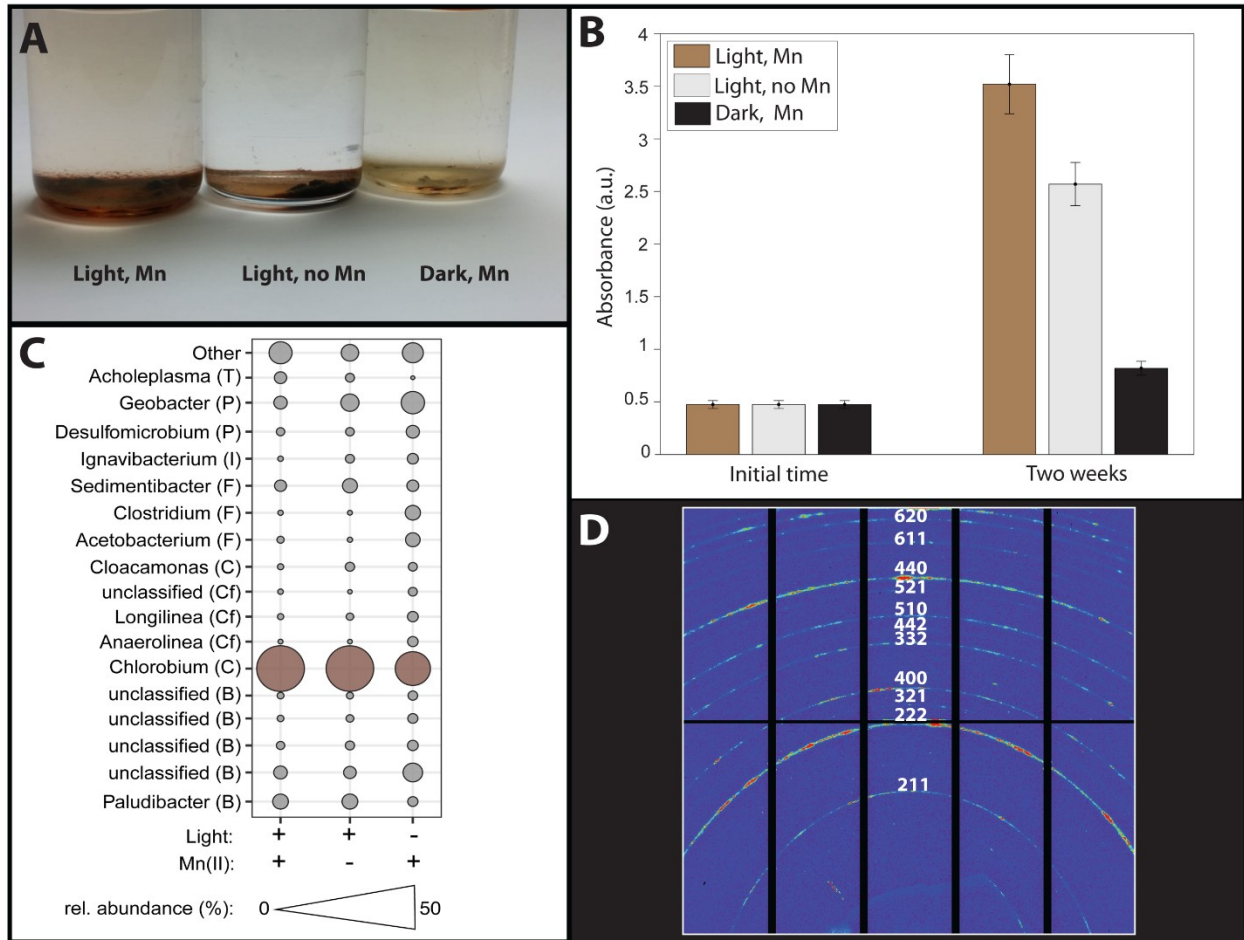 A
Light, Mn
Light, no Mn
Dark, Mn
B
Absorbance (a.u.)
4
3.5
3
2.5
2
1.5
1
0.5
0
Light, Mn
Light, no Mn
Dark, Mn
Initial time
Two weeks
C
Other
Acholeplasma (T)
Geobacter (P)
Desulfomicrobium (P)
Ignavibacterium (I)
Sedimentibacter (F)
Clostridium (F)
Acetobacterium (F)
Cloacamonas (C)
unclassified (Cf)
Longilinea (Cf)
Anaerolinea (Cf)
Chlorobium (C)
unclassified (B)
unclassified (B)
unclassified (B)
unclassified (B)
Paludibacter (B)
Light: + + -
Mn(II): + - +
rel. abundance (%): 0 50
D
620
611
440
521
510
442
332
400
321
222
211